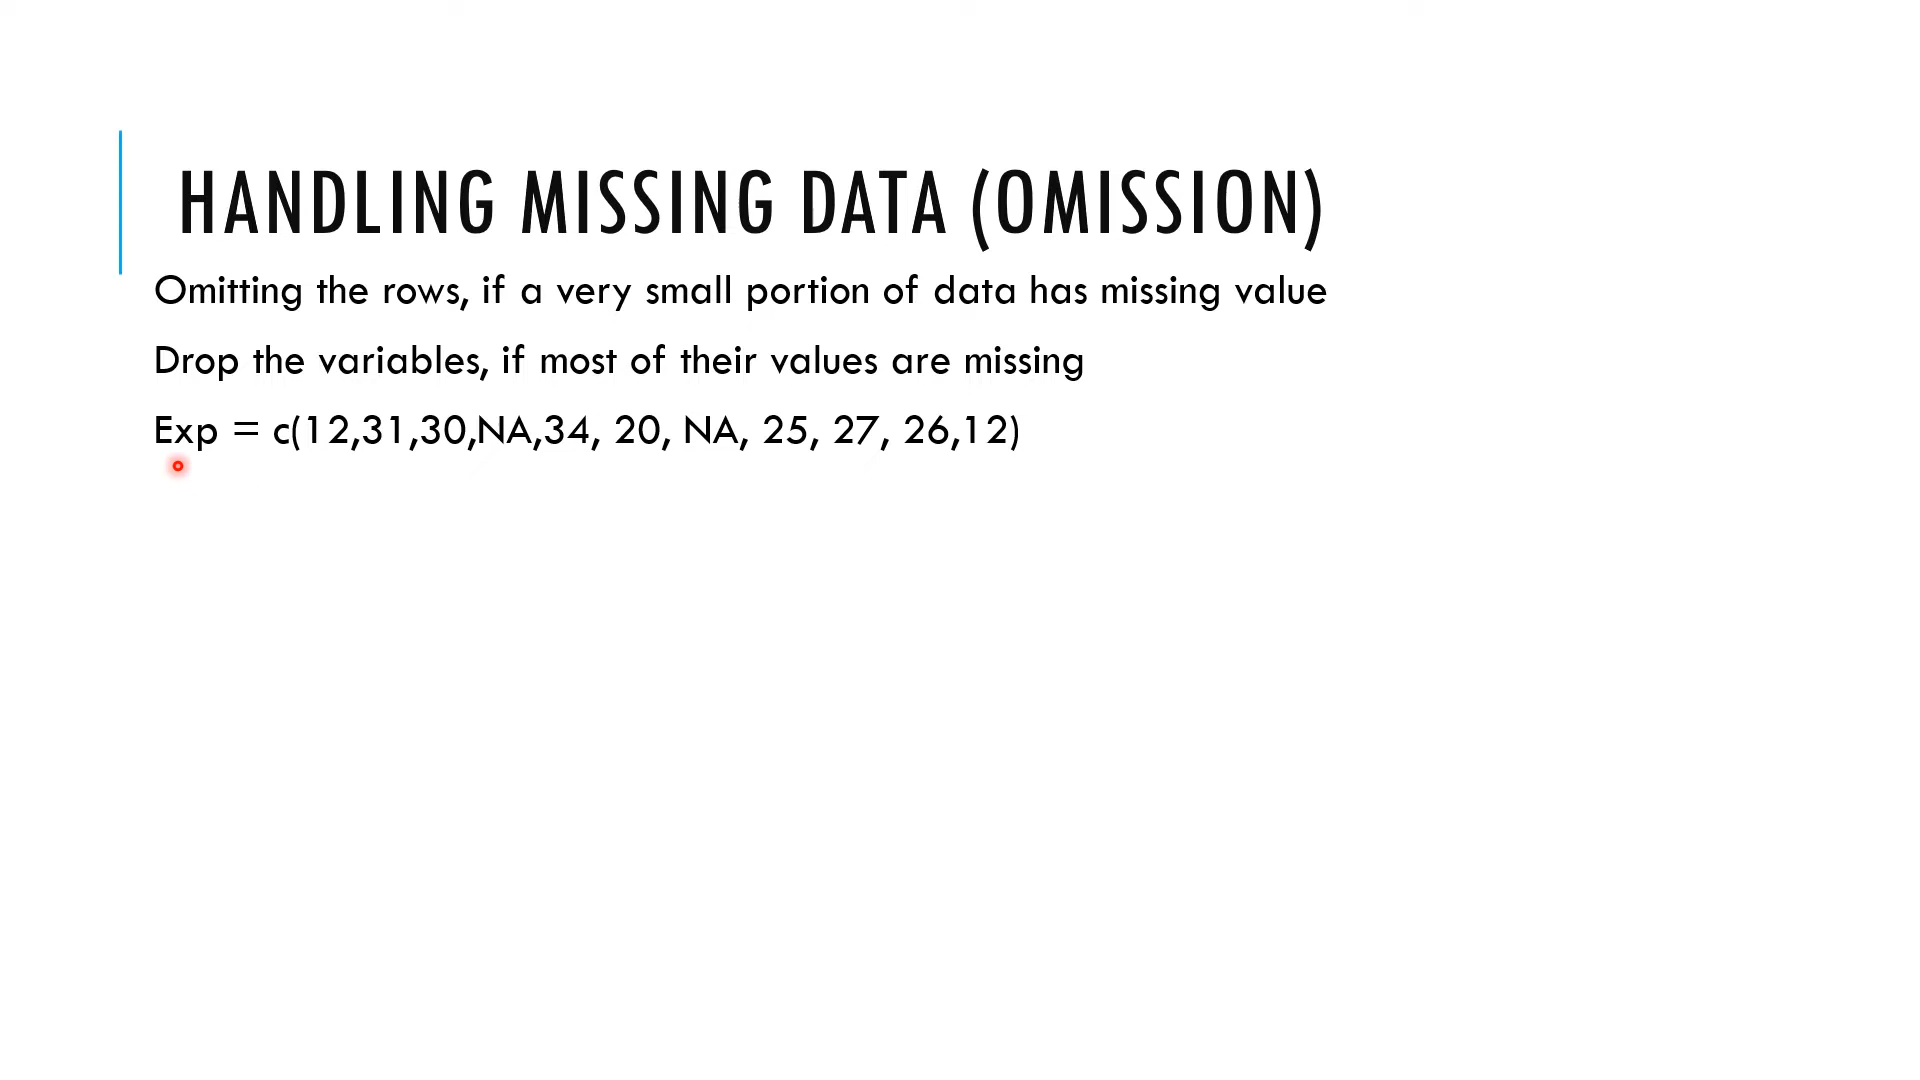 HANDLING MISSING DATA (OMISSION)
Omitting the rows, if a very small portion of data has missing value
Drop the variables, if most of their values are missing
Exp = c(12,31,30,NA,34, 20, NA, 25, 27, 26,12)